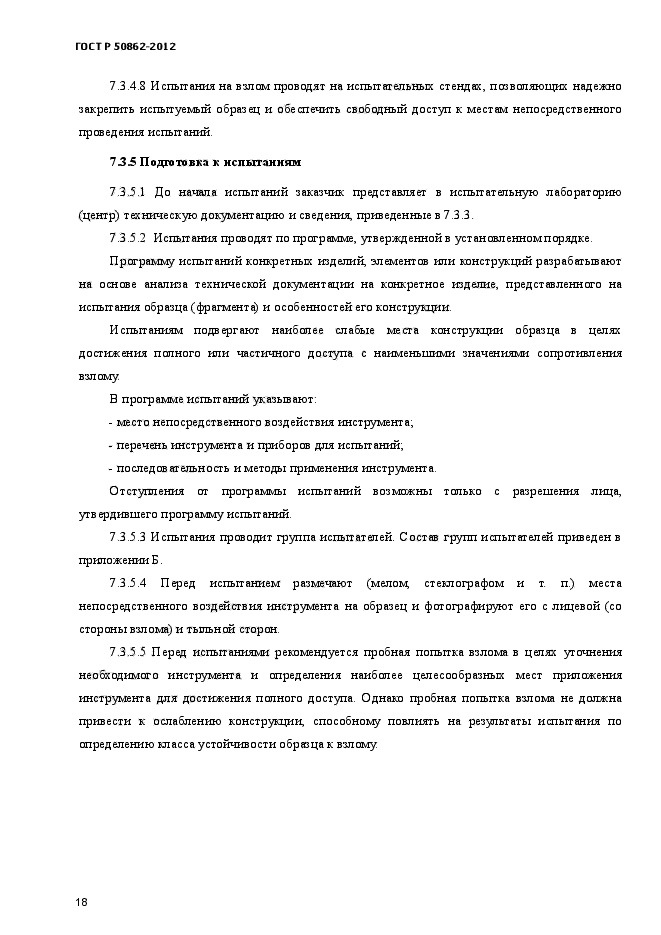 ГОСТ Р 50862-2012
7.3.4.8 Испытания на взлом проводят на испытательных стендах, позволяющих надежно
закрепить испытуемый образец и обеспечить свободный доступ к местам непосредственного
проведения испытаний.
7.3.5 Подготовка к испытаниям
7.3.5.1 До начала испытаний заказчик представляет в испытательную лабораторию
(центр) техническую документацию и сведения, приведенные в 7.3.3.
7.3.5.2 Испытания проводят по программе, утвержденной в установленном порядке.
Программу испытаний конкретных изделий, элементов или конструкций разрабатывают
на основе анализа технической документации на конкретное изделие, представленного на
испытания образца (фрагмента) и особенностей его конструкции.
Испытаниям подвергают наиболее слабые места конструкции образца в целях
достижения полного или частичного доступа с наименьшими значениями сопротивления
взлому.
В программе испытаний указывают:
- место непосредственного воздействия инструмента;
- перечень инструмента и приборов для испытаний;
- последовательность и методы применения инструмента.
Отступления от программы испытаний возможны только с разрешения лица,
утвердившего программу испытаний.
7.3.5.3 Испытания проводит группа испытателей. Состав групп испытателей приведен в
приложении Б.
7.3.5.4 Перед испытанием размечают (мелом, стеклографом и т. п.) места
непосредственного воздействия инструмента на образец и фотографируют его с лицевой (со
стороны взлома) и тыльной сторон.
7.3.5.5 Перед испытаниями рекомендуется пробная попытка взлома в целях уточнения
необходимого инструмента и определения наиболее целесообразных мест приложения
инструмента для достижения полного доступа. Однако пробная попытка взлома не должна
привести к ослаблению конструкции, способному повлиять на результаты испытания по
определению класса устойчивости образца к взлому.
18